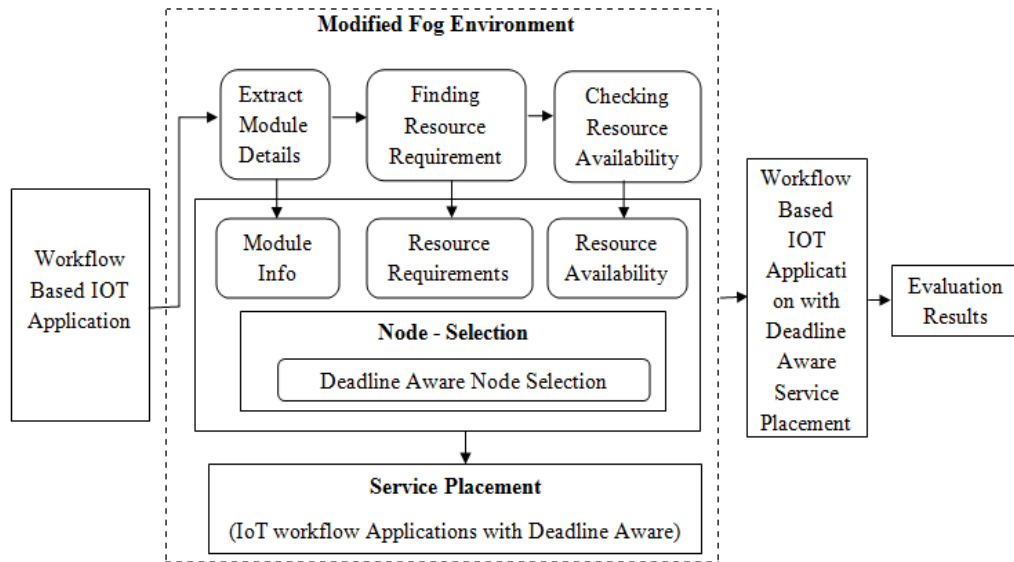 Modified Fog Environment
Extract
Module
Details
Finding
Resource
Requirement
Checking
Resource
Availability
Workflow
Based IOT
Application
Module
Info
Resource
Requirements
Resource
Availability
Node - Selection
Deadline Aware Node Selection
Service Placement
(IoT workflow Applications with Deadline Aware)
Workflow
Based
IOT
Applicati
on with
Deadline
Aware
Service
Placement
Evaluation
Results